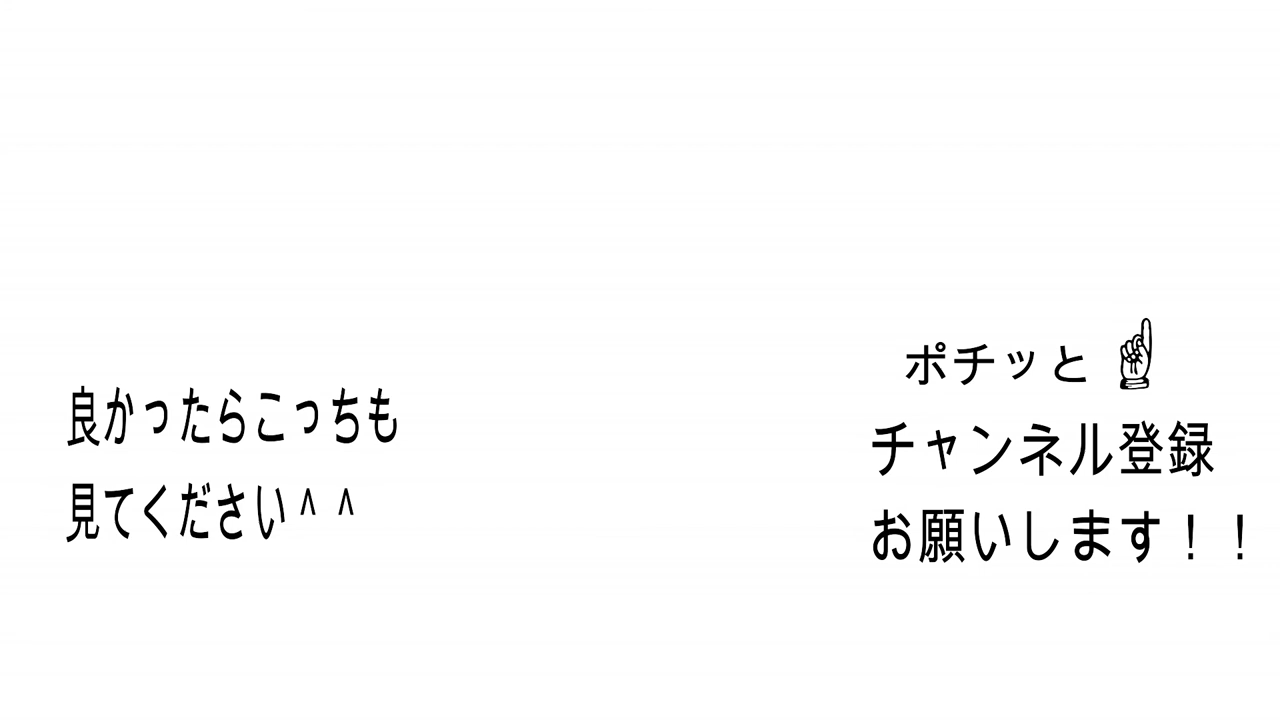 良かったらこっちも
見てください＾＾
ポチッと☝
チャンネル登録
お願いします！！